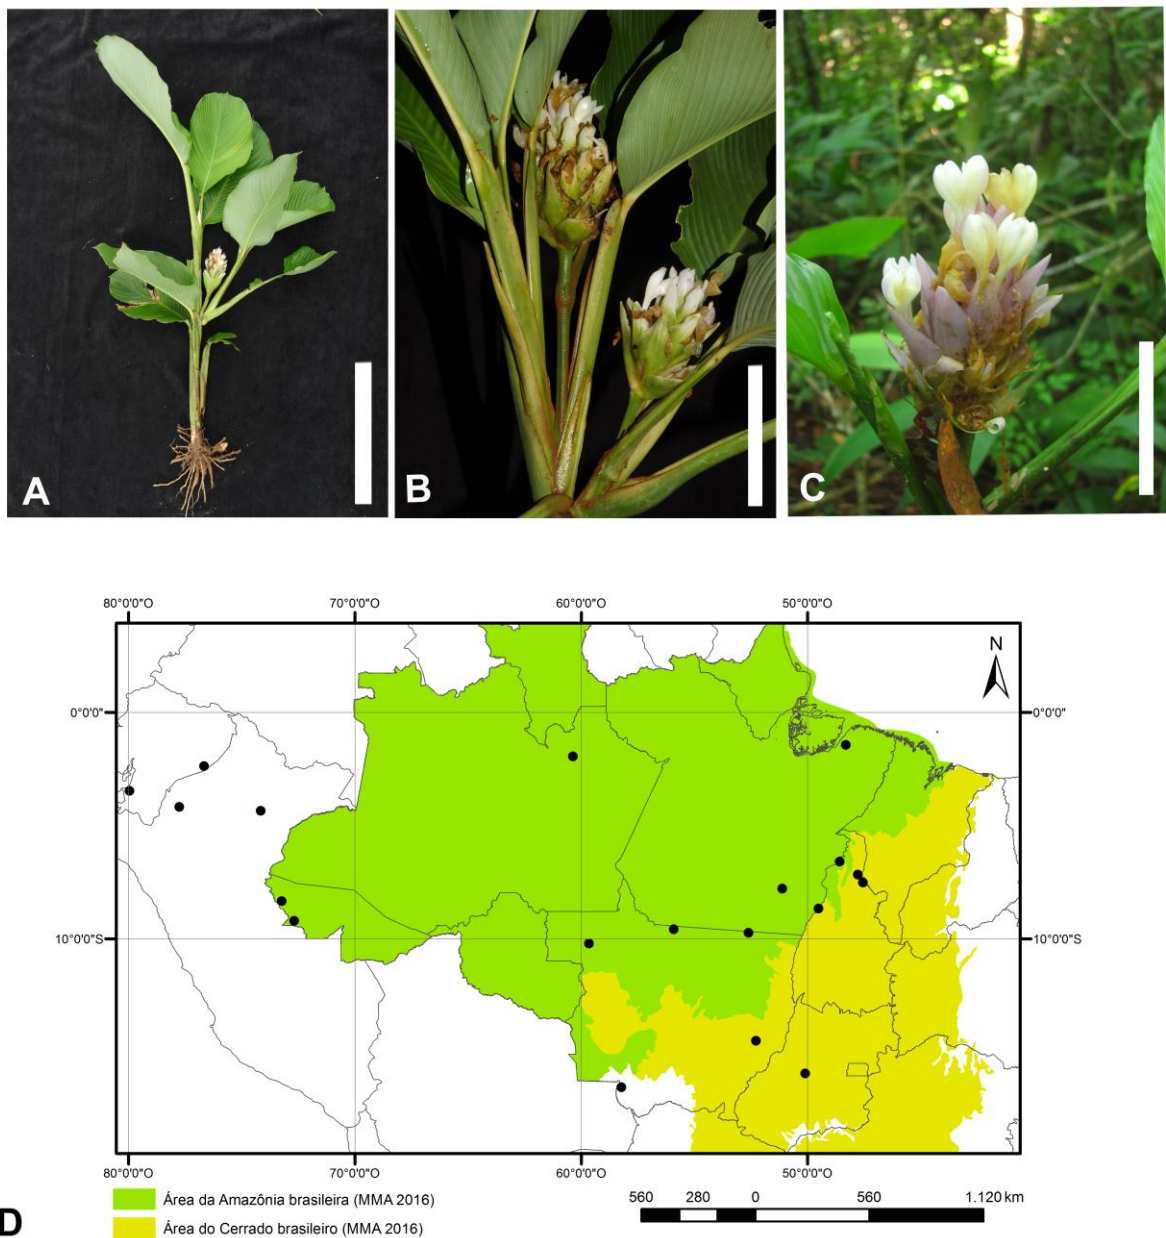 A
B
C
80°0'0"O 70°0'0"O 60°0'0"O 50°0'0"O
N
0°0'0" 0°0'0"
10°0'0"S 10°0'0"S
80°0'0"O 70°0'0"O 60°0'0"O 50°0'0"O
D
Área da Amazônia brasileira (MMA 2016)
Área do Cerrado brasileiro (MMA 2016)
560 280 0 560 1.120 km